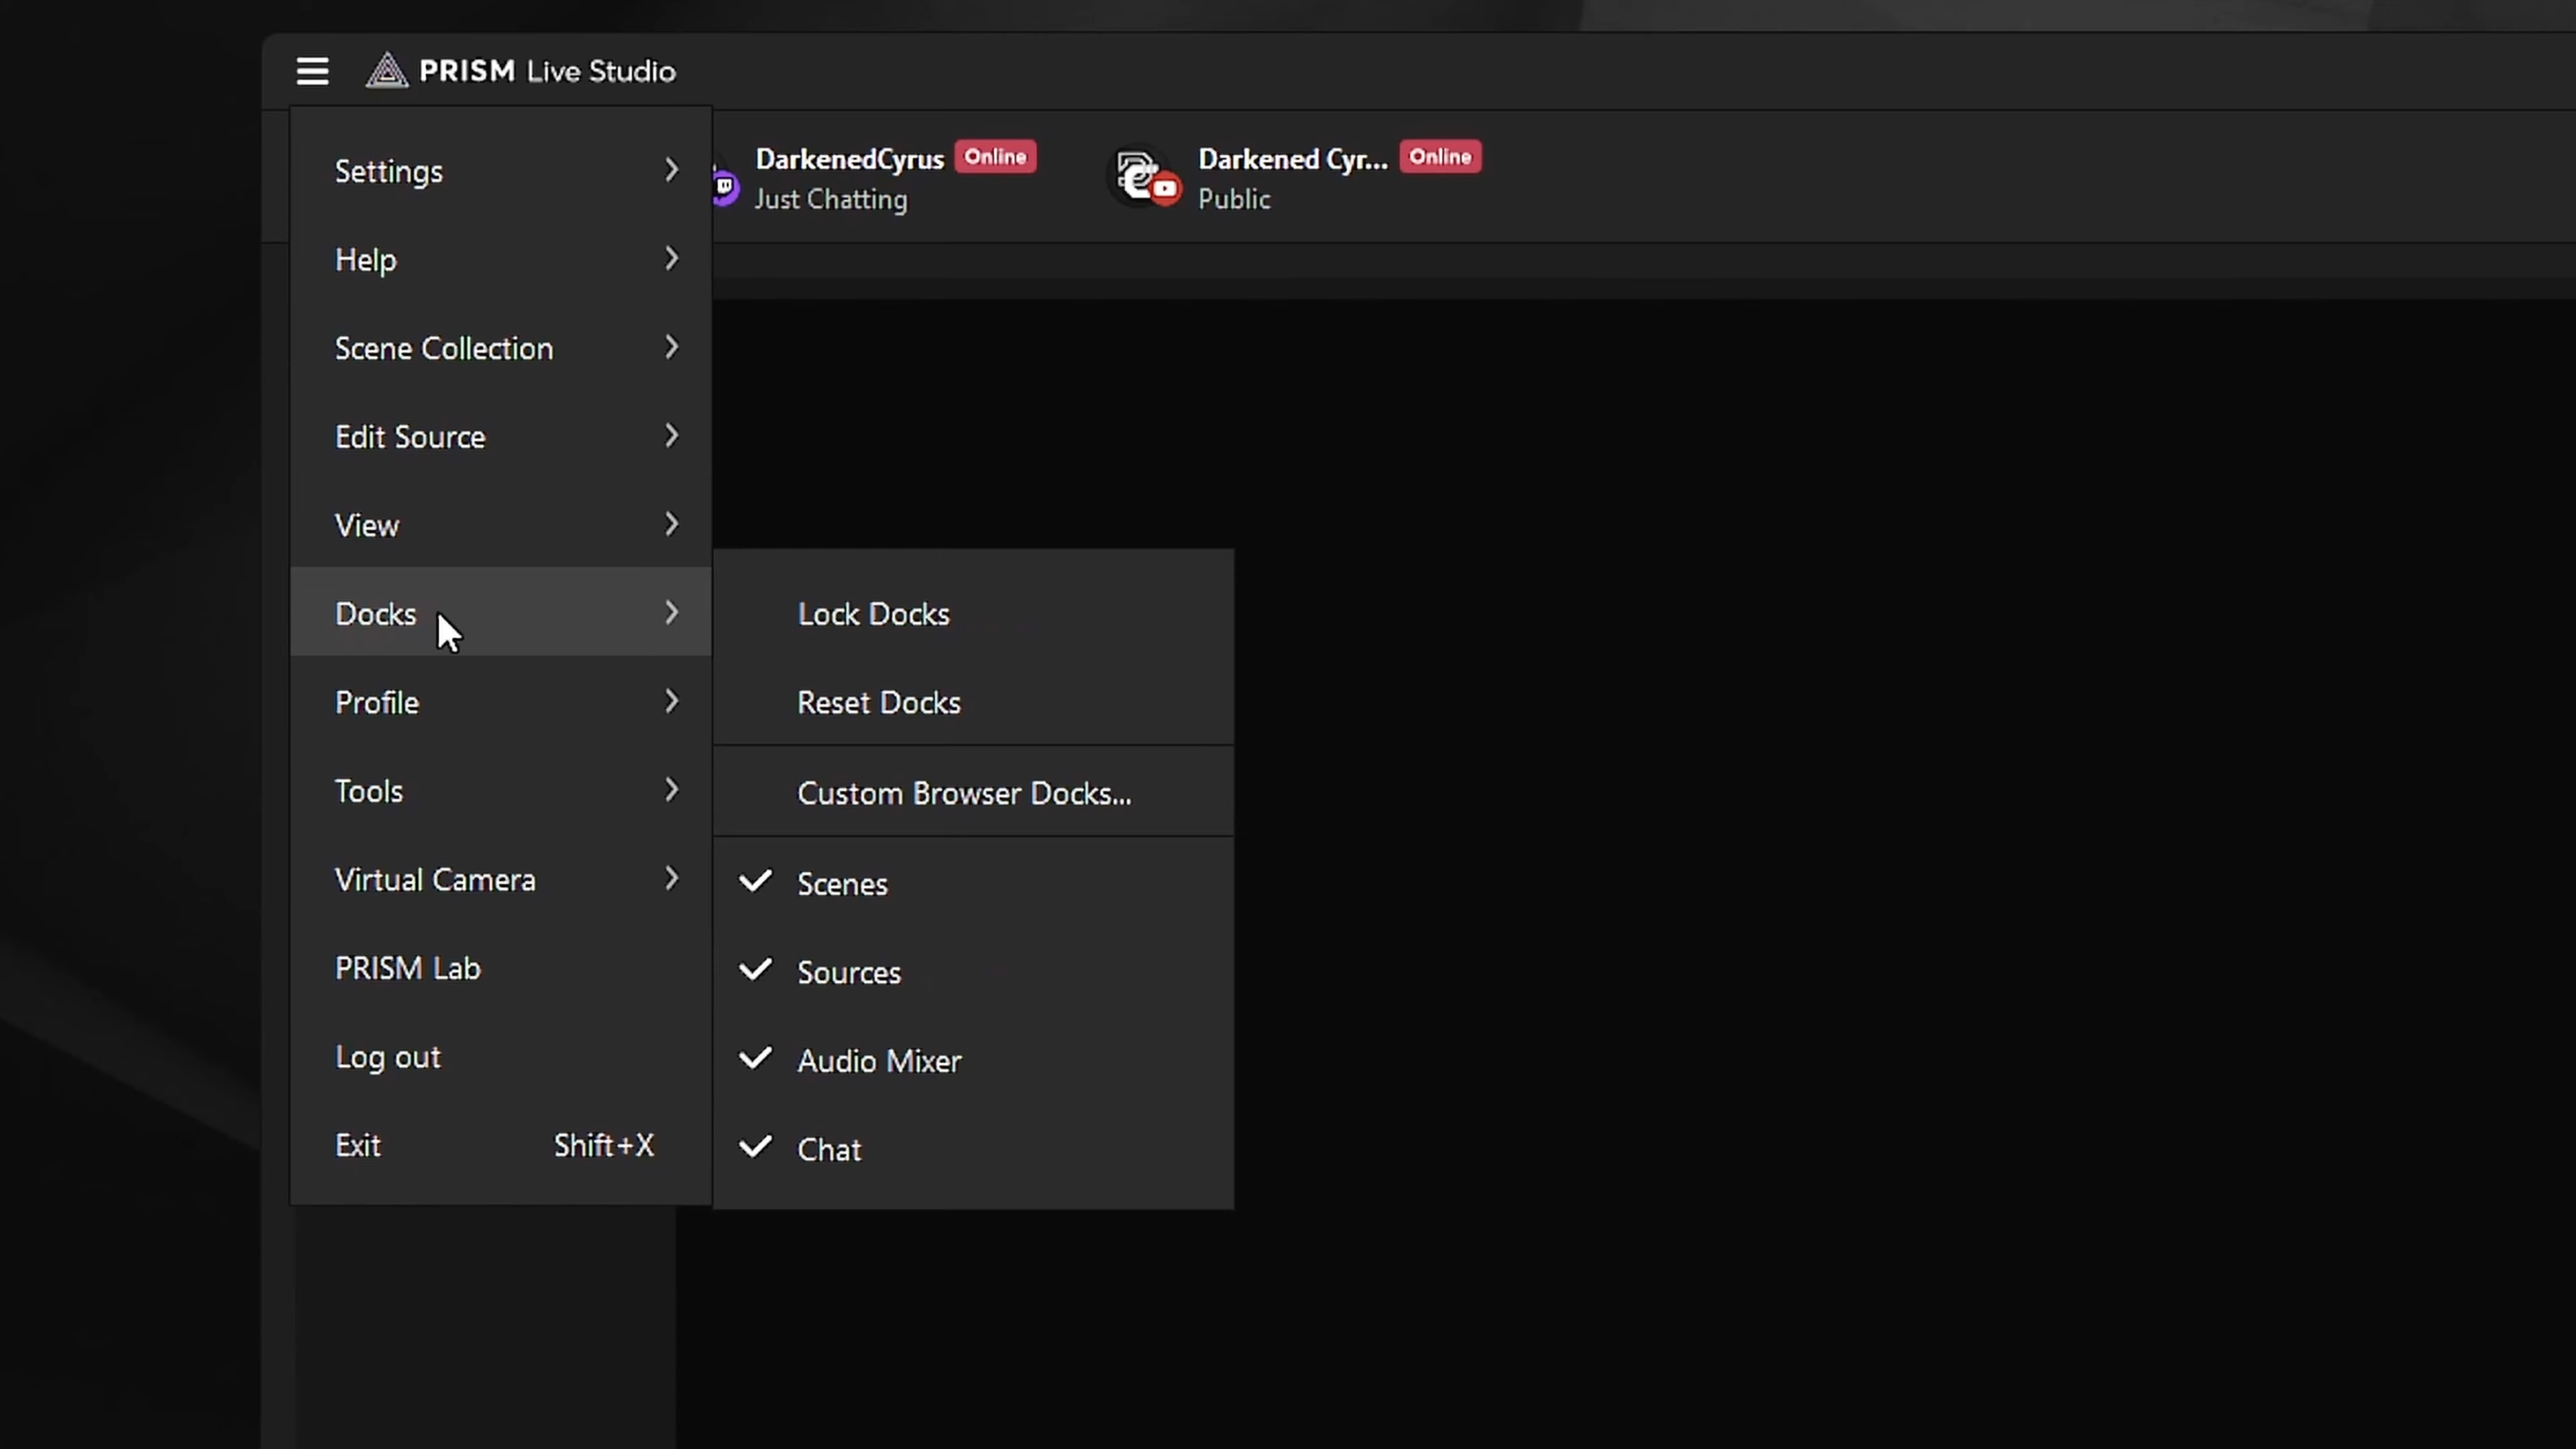 PRISM Live Studio
DarkenedCyrus Online
Just Chatting
Darkened Cyr... Online
Public
Settings
Help
Scene Collection
Edit Source
View
Docks
Profile
Tools
Virtual Camera
PRISM Lab
Log out
Exit Shift+X
Lock Docks
Reset Docks
Custom Browser Docks...
Scenes
Sources
Audio Mixer
Chat